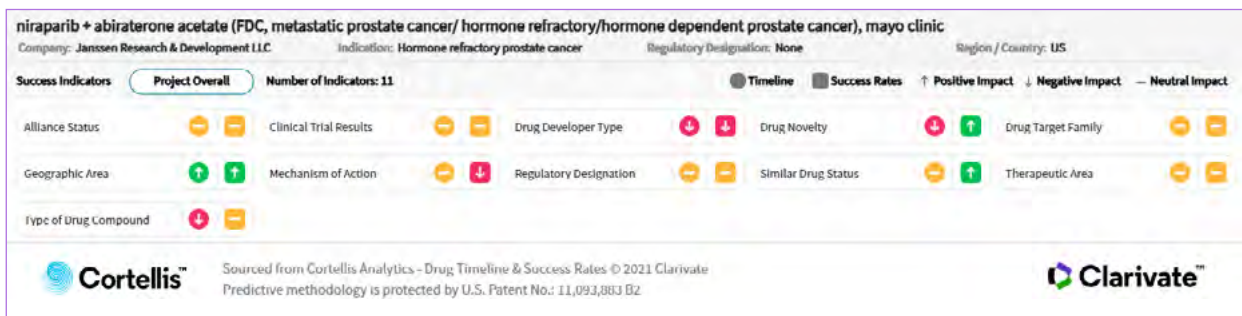 niraparib + abiraterone acetate (FDC, metastatic prostate cancer/ hormone refractory/hormone dependent prostate cancer), mayo clinic
Company: Janssen Research & Development LLC Indication: Hormone refractory prostate cancer Regulatory Designation: None Region / Country: US
Success Indicators Project Overall Number of Indicators: 11 Timeline Success Rates ↑ Positive Impact ↓ Negative Impact — Neutral Impact
Alliance Status Clinical Trial Results Drug Developer Type Drug Novelty Drug Target Family
Geographic Area Mechanism of Action Regulatory Designation Similar Drug Status Therapeutic Area
Type of Drug Compound
Cortellis™ Sourced from Cortellis Analytics - Drug Timeline & Success Rates © 2021 Clarivate
Predictive methodology is protected by U.S. Patent No.: 11,093,883 B2
Clarivate™